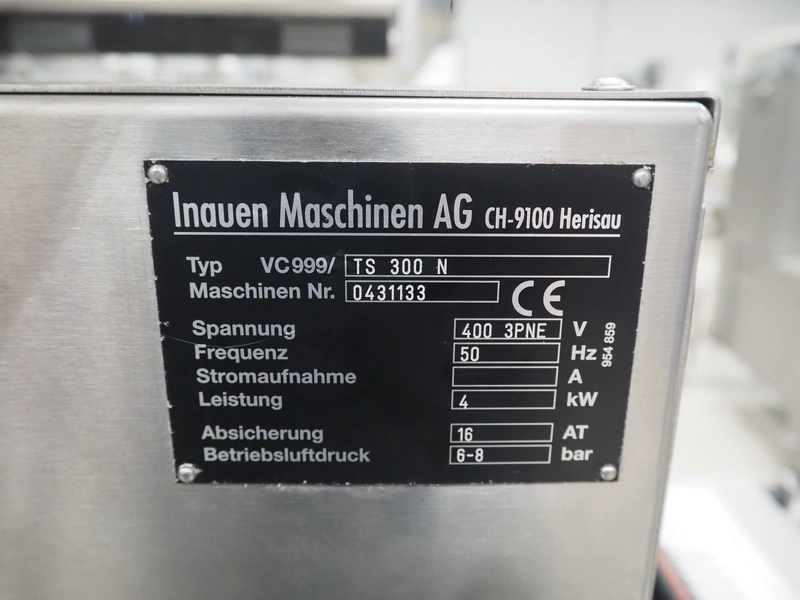 Inauen Maschinen AG CH-9100 Herisau
Typ VC999/ TS 300 N
Maschinen Nr. 0431133 CE
Spannung 400 3PNE V
Frequenz 50 Hz
Stromaufnahme A
Leistung 4 kW
Absicherung 16 AT
Betriebsluftdruck 6-8 bar
954 859